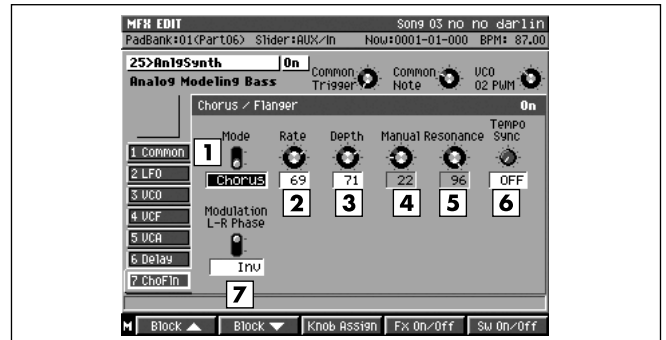 MFX EDIT Song 03 no no darlin
PadBank:01(Part06) Slider:AUX/In Now:0001-01-000 BPM: 87.00
25>AnlgSynth On
Analog Modeling Bass
Common Trigger
Common Note
VCO 02 PWM
Chorus / Flanger On
Mode Rate Depth Manual Resonance Tempo Sync
1
Chorus 69 71 22 96 OFF
2 3 4 5 6
Modulation
L-R Phase
Inv
7
1 Common
2 LFO
3 VCO
4 VCF
5 VCA
6 Delay
7 ChoFln
M Block ▲ Block ▼ Knob Assign FX On/Off SW On/Off